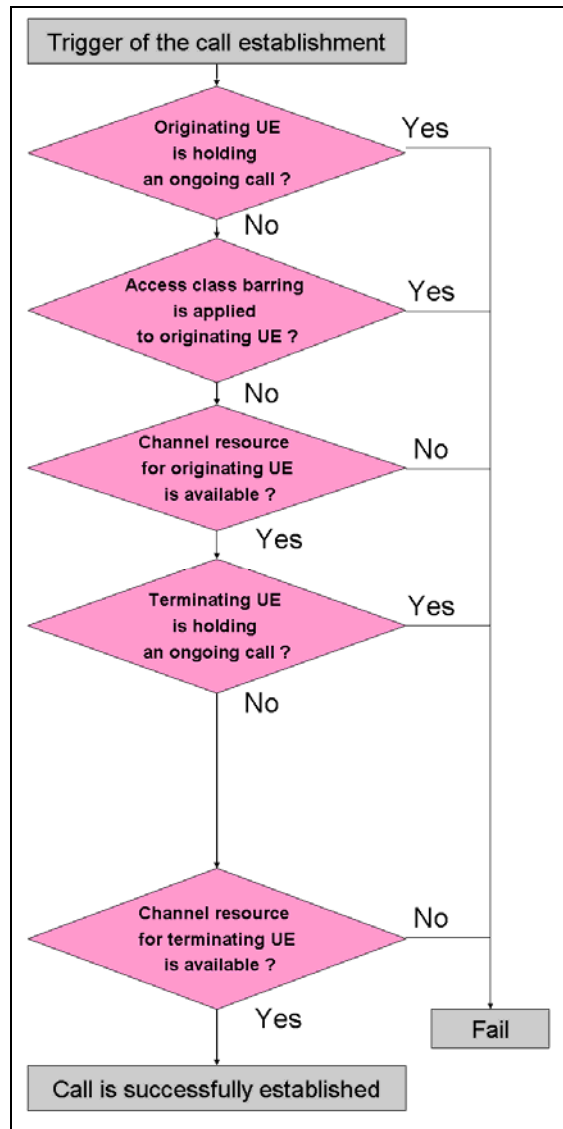 Trigger of the call establishment
Originating UE
is holding
an ongoing call ?
Yes
No
Access class barring
is applied
to originating UE ?
Yes
No
Channel resource
for originating UE
is available ?
No
Yes
Terminating UE
is holding
an ongoing call ?
Yes
No
Channel resource
for terminating UE
is available ?
No
Yes
Fail
Call is successfully established